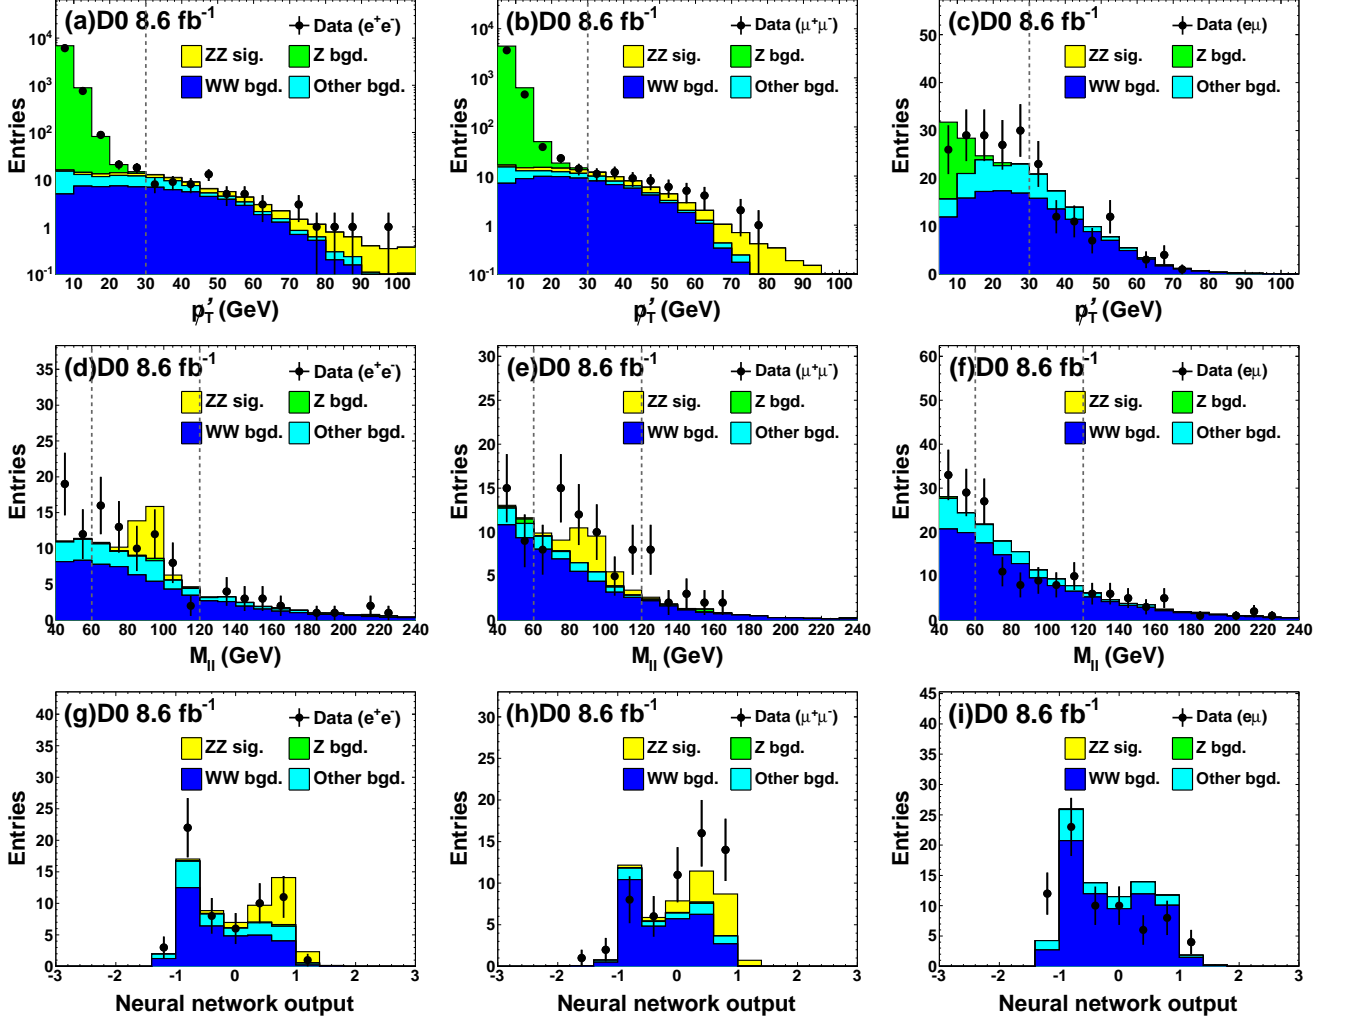 (a)D0 8.6 fb⁻¹
Data (e⁺e⁻)
ZZ sig.
Z bgd.
WW bgd.
Other bgd.
Entries
10⁴
10³
10²
10
1
10⁻¹
10 20 30 40 50 60 70 80 90 100
p̸′T (GeV)
(b)D0 8.6 fb⁻¹
Data (μ⁺μ⁻)
ZZ sig.
Z bgd.
WW bgd.
Other bgd.
Entries
10⁴
10³
10²
10
1
10⁻¹
10 20 30 40 50 60 70 80 90 100
p̸′T (GeV)
(c)D0 8.6 fb⁻¹
Data (eμ)
ZZ sig.
Z bgd.
WW bgd.
Other bgd.
Entries
50
40
30
20
10
0
10 20 30 40 50 60 70 80 90 100
p̸′T (GeV)
(d)D0 8.6 fb⁻¹
Data (e⁺e⁻)
ZZ sig.
Z bgd.
WW bgd.
Other bgd.
Entries
35
30
25
20
15
10
5
0
40 60 80 100 120 140 160 180 200 220 240
Mll (GeV)
(e)D0 8.6 fb⁻¹
Data (μ⁺μ⁻)
ZZ sig.
Z bgd.
WW bgd.
Other bgd.
Entries
30
25
20
15
10
5
0
40 60 80 100 120 140 160 180 200 220 240
Mll (GeV)
(f)D0 8.6 fb⁻¹
Data (eμ)
ZZ sig.
Z bgd.
WW bgd.
Other bgd.
Entries
60
50
40
30
20
10
0
40 60 80 100 120 140 160 180 200 220 240
Mll (GeV)
(g)D0 8.6 fb⁻¹
Data (e⁺e⁻)
ZZ sig.
Z bgd.
WW bgd.
Other bgd.
Entries
40
35
30
25
20
15
10
5
0
-3 -2 -1 0 1 2 3
Neural network output
(h)D0 8.6 fb⁻¹
Data (μ⁺μ⁻)
ZZ sig.
Z bgd.
WW bgd.
Other bgd.
Entries
30
25
20
15
10
5
0
-3 -2 -1 0 1 2 3
Neural network output
(i)D0 8.6 fb⁻¹
Data (eμ)
ZZ sig.
Z bgd.
WW bgd.
Other bgd.
Entries
45
40
35
30
25
20
15
10
5
0
-3 -2 -1 0 1 2 3
Neural network output